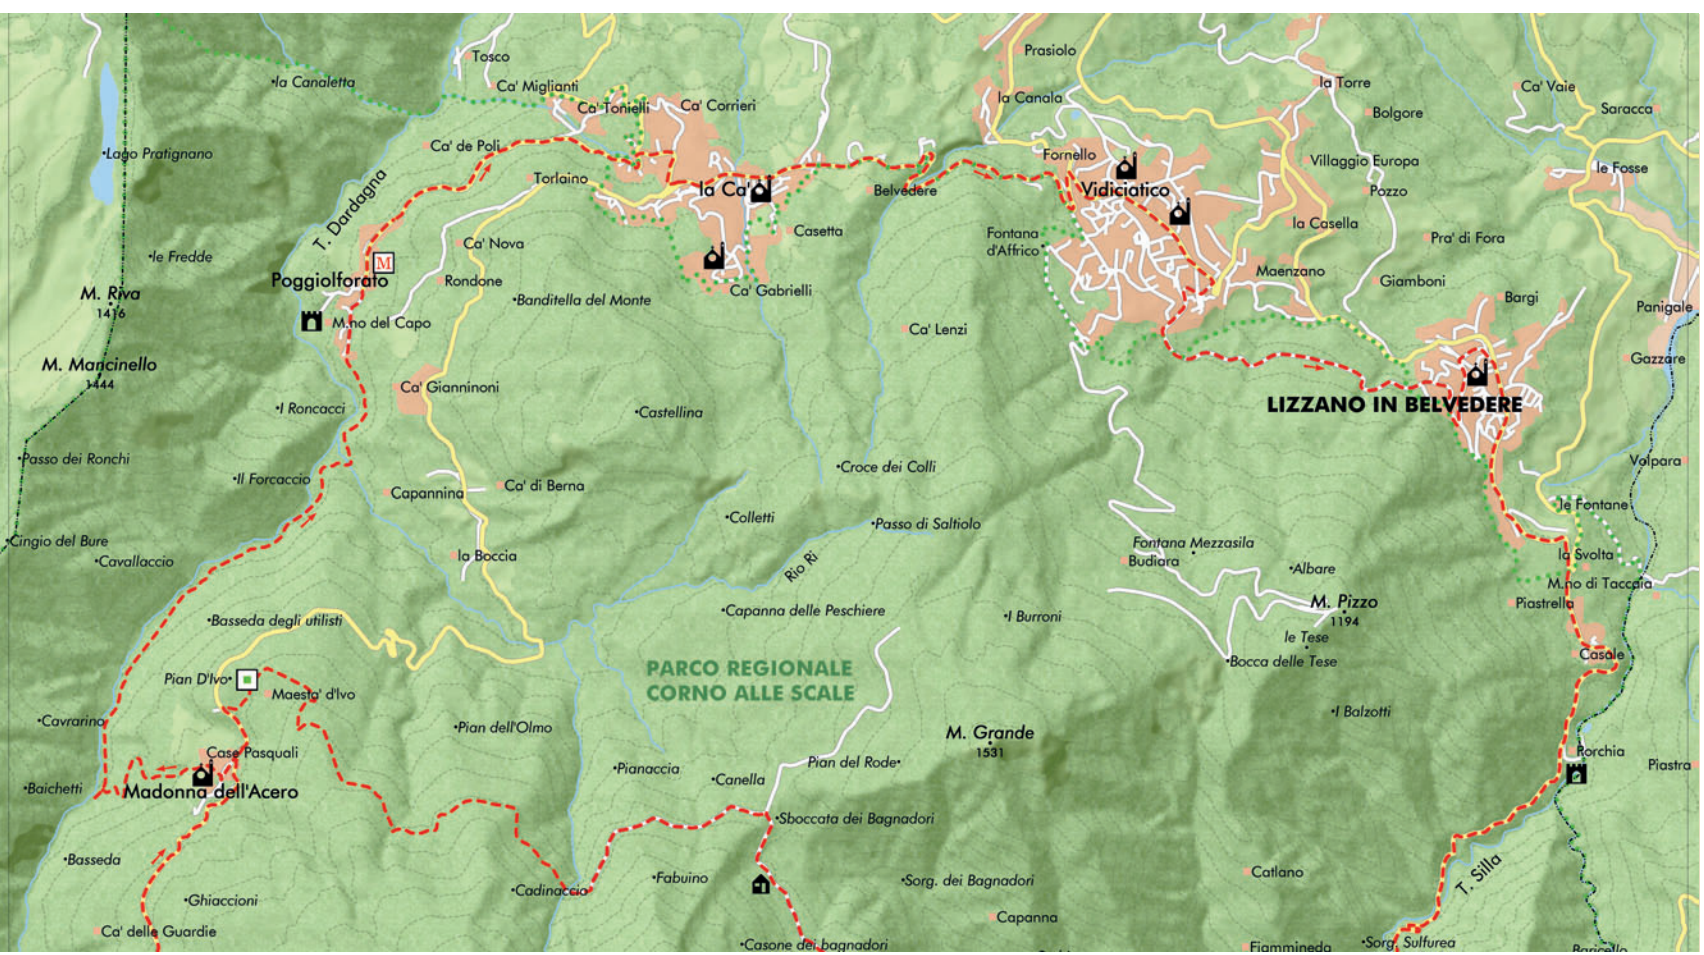 Tosco
Prasiolo
la Canaletta
Ca' Miglianti
la Torre
Ca' Vaie
la Canala
Ca' Tonielli
Ca' Corrieri
Bolgore
Saracca
Ca' de Poli
Lago Pratignano
Fornello
Villaggio Europa
le Fosse
Torlaino
la Ca'
Belvedere
Vidiciatico
Pozzo
T. Dardagna
Casetta
Fontana
d'Affrico
la Casella
Pra' di Fora
Ca' Nova
le Fredde
Maenzano
Giamboni
M
Poggiolforato
Rondone
Ca' Gabrielli
Banditella del Monte
Bargi
Panigale
M. Riva
1416
M.no del Capo
Ca' Lenzi
M. Mancinello
1444
Gazzare
Ca' Gianninoni
I Roncacci
Castellina
LIZZANO IN BELVEDERE
Passo dei Ronchi
Il Forcaccio
Croce dei Colli
Volpara
Capannina
Ca' di Berna
le Fontane
Colletti
Passo di Saltiolo
Cingio del Bure
Fontana Mezzasila
Cavallaccio
la Boccia
Rio Ri
Budiara
Albare
la Svolta
M.no di Taccaia
Basseda degli utilisti
Capanna delle Peschiere
I Burroni
M. Pizzo
1194
Piastrella
le Tese
Bocca delle Tese
Casale
PARCO REGIONALE
CORNO ALLE SCALE
Pian D'Ivo
Maesta' d'Ivo
Cavrarino
Pian dell'Olmo
I Balzotti
M. Grande
1531
Case Pasquali
Pianaccia
Canella
Pian del Rode
Porchia
Piastra
Baichetti
Madonna dell'Acero
Sboccata dei Bagnadori
Basseda
Cadinaccio
Fabuino
Sorg. dei Bagnadori
Catlano
T. Silla
Ghiaccioni
Capanna
Ca' delle Guardie
Casone dei bagnadori
Fiammineda
Sorg. Sulfurea
Baricello